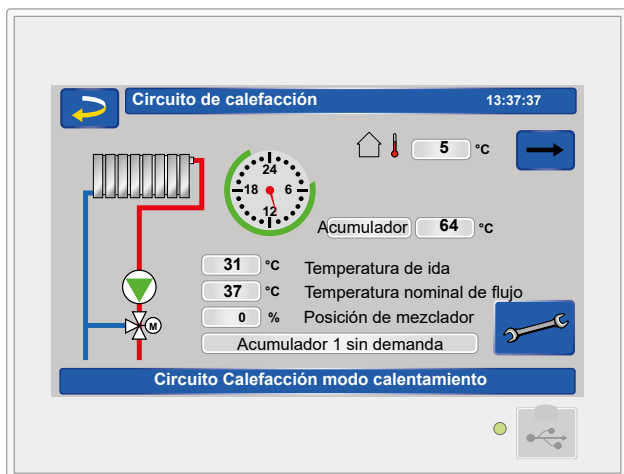 Circuito de calefacción
13:37:37
5 °C
24
18 6
12
Acumulador 64 °C
31 °C Temperatura de ida
37 °C Temperatura nominal de flujo
0 % Posición de mezclador
M
Acumulador 1 sin demanda
Circuito Calefacción modo calentamiento